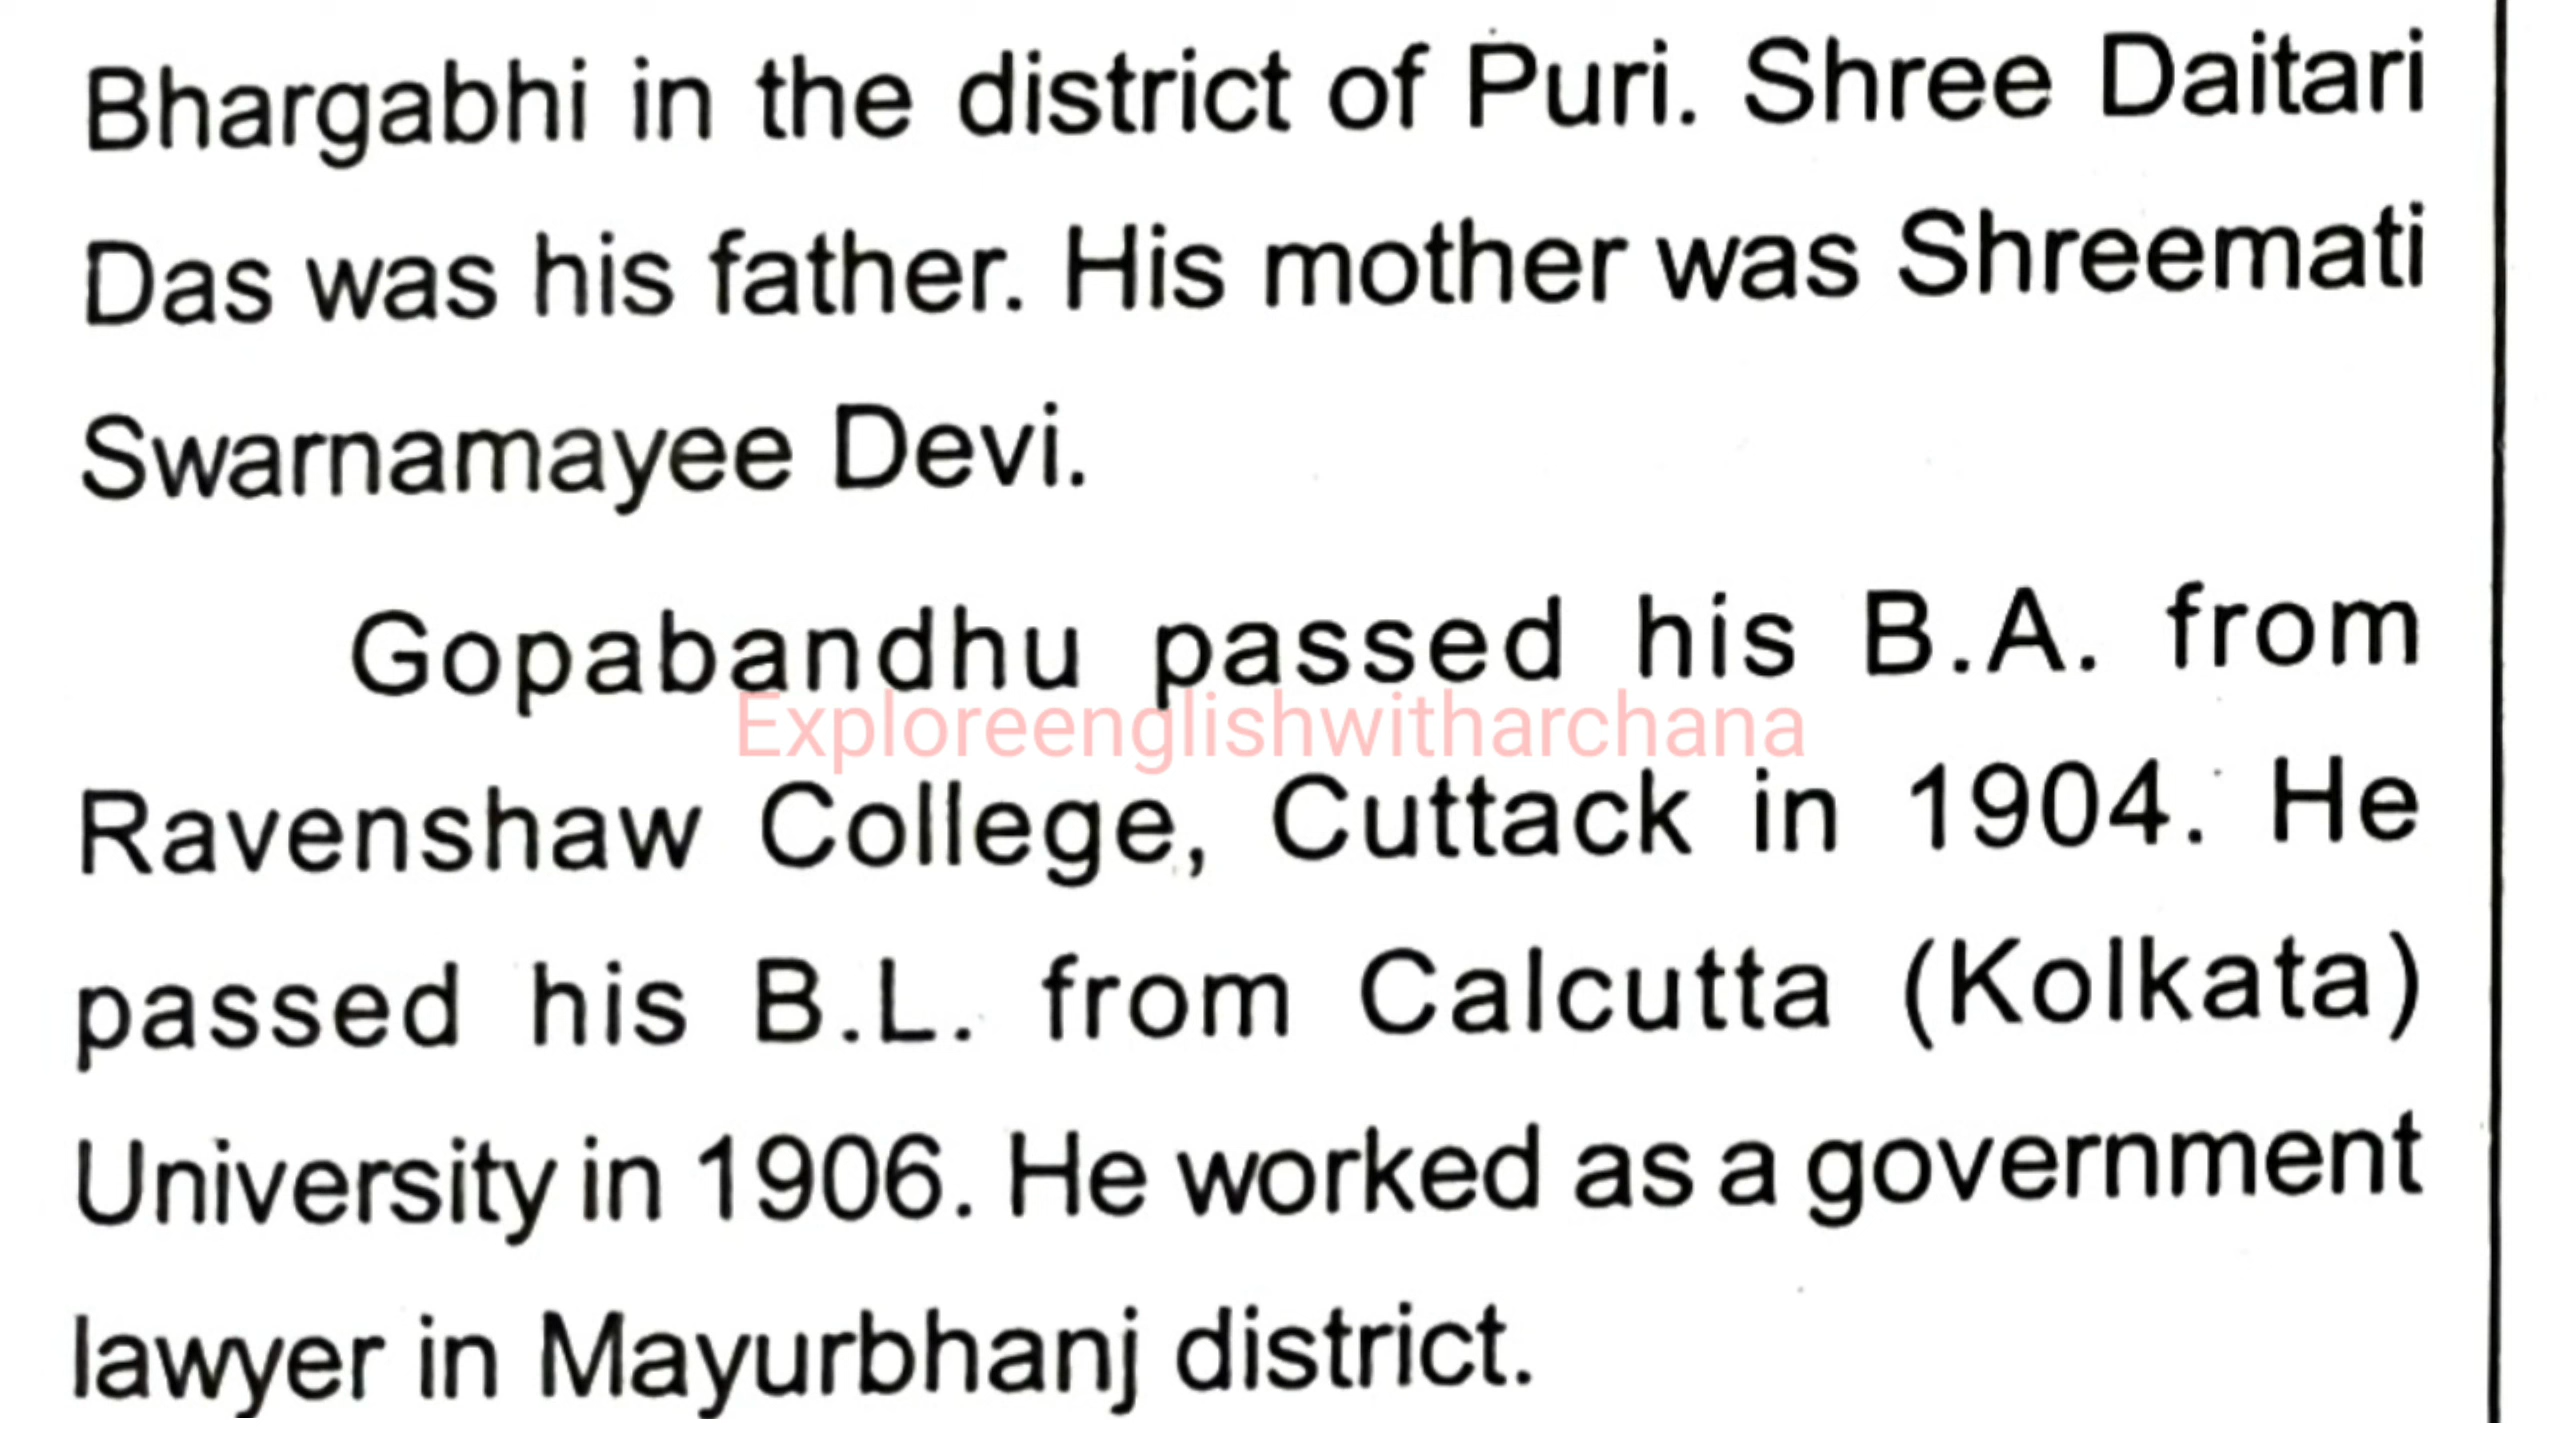 Bhargabhi in the district of Puri. Shree Daitari
Das was his father. His mother was Shreemati
Swarnamayee Devi.
Gopabandhu passed his B.A. from
Exploreenglishwitharchana
Ravenshaw College, Cuttack in 1904. He
passed his B.L. from Calcutta (Kolkata)
University in 1906. He worked as a government
lawyer in Mayurbhanj district.